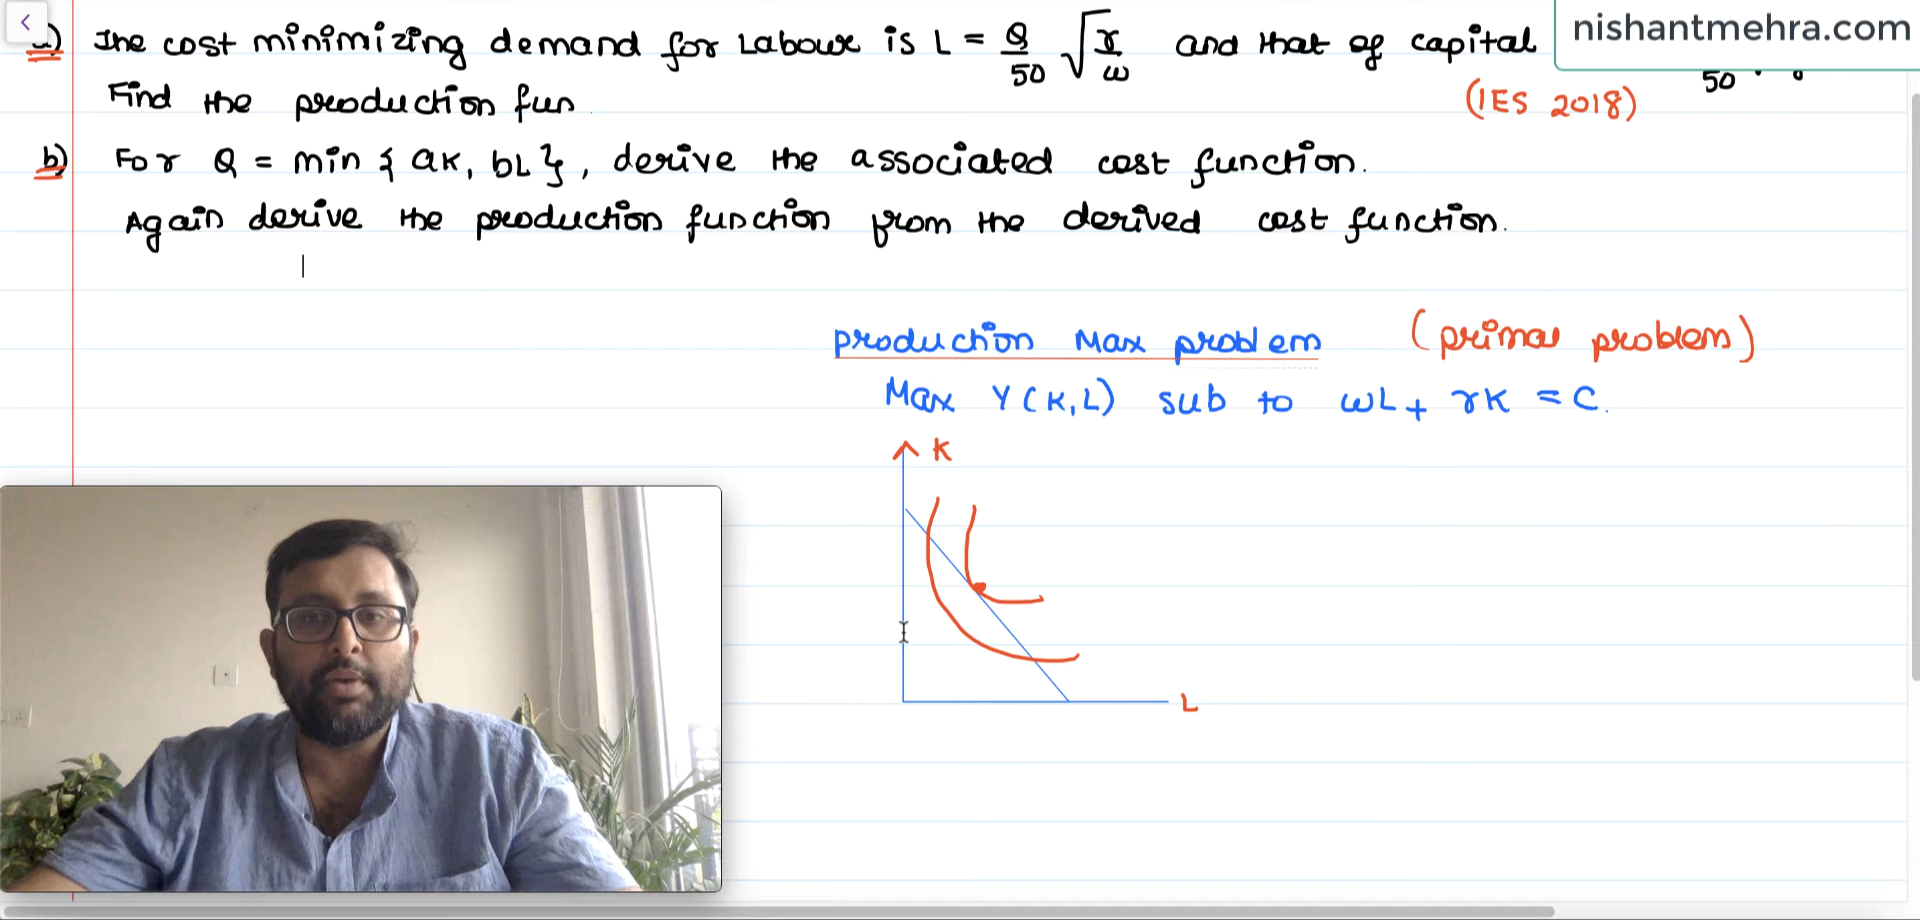 nishantmehra.com
a) The cost minimizing demand for Labour is L = Q/50 √r/w and that of capital
50
Find the production fun
(IES 2018)
b) For Q = min { aK, bL }, derive the associated cost function.
Again derive the production function from the derived cost function.
production Max problem (primal problem)
Max Y(K,L) sub to wL + rK = C.
K
L